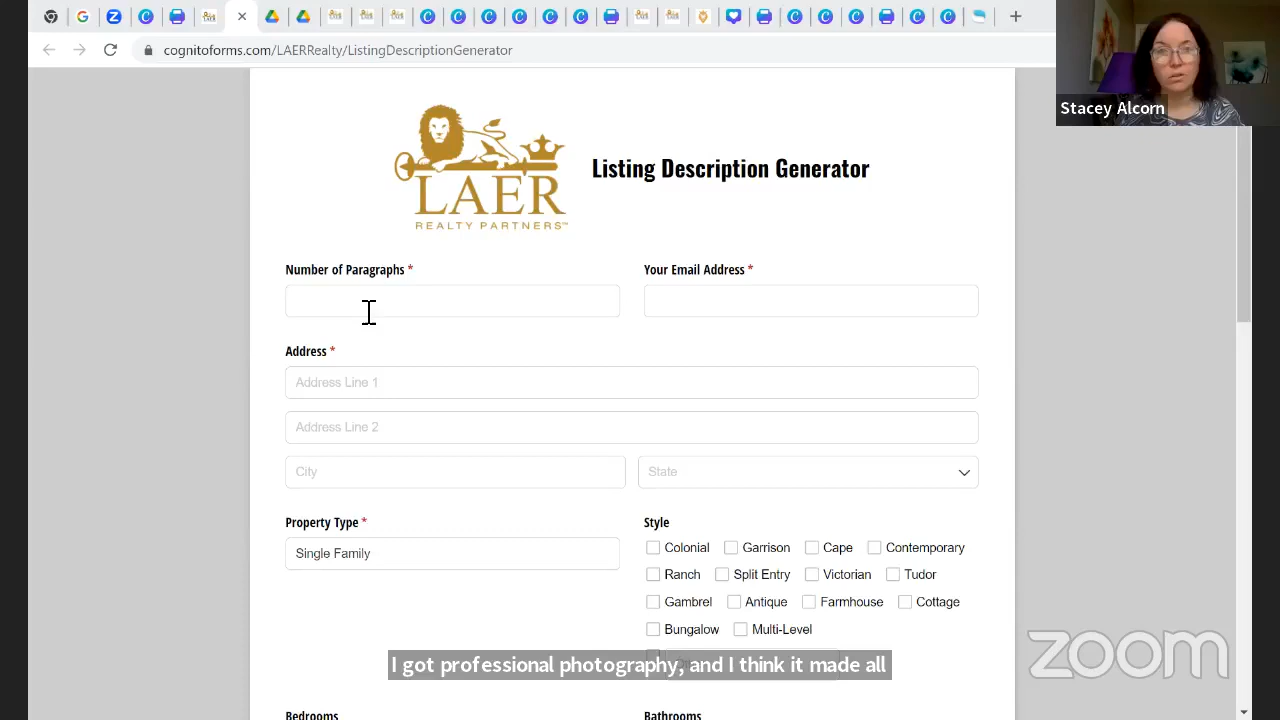 cognitoforms.com/LAERRealty/ListingDescriptionGenerator
Stacey Alcorn
LAER
REALTY PARTNERS™
Listing Description Generator
Number of Paragraphs *
Your Email Address *
Address *
Address Line 1
Address Line 2
City
State
Property Type *
Style
Single Family
Colonial
Garrison
Cape
Contemporary
Ranch
Split Entry
Victorian
Tudor
Gambrel
Antique
Farmhouse
Cottage
Bungalow
Multi-Level
I got professional photography, and I think it made all
zoom
Bedrooms
Bathrooms